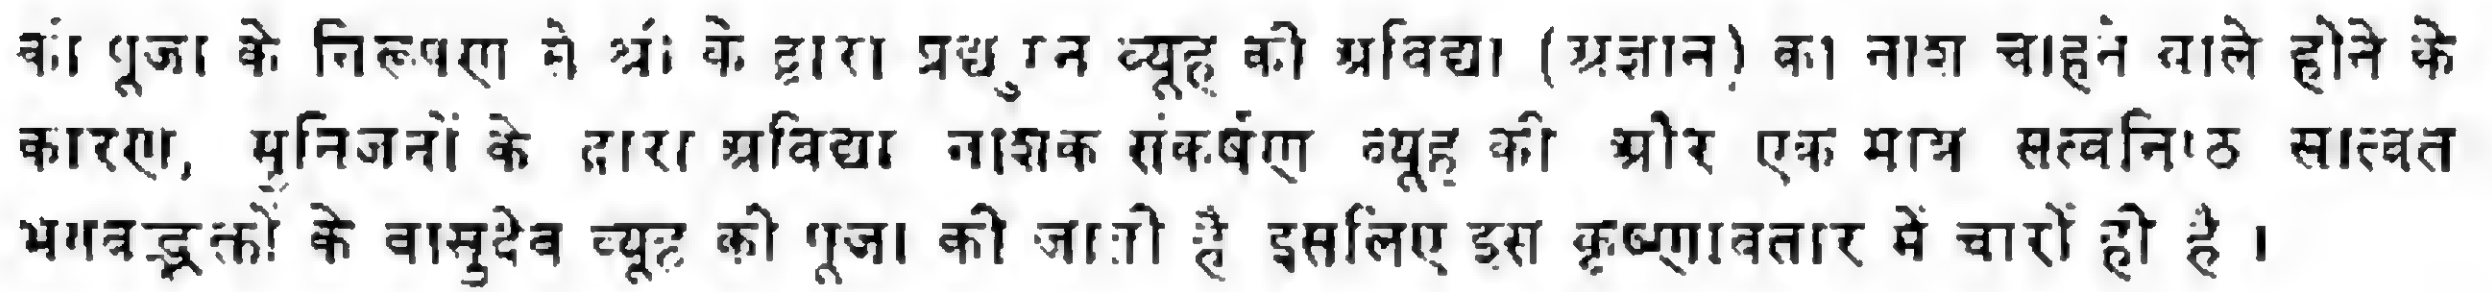 की पूजा के निरूपण में श्री के द्वारा प्रद्युम्न व्यूह की अविद्या (अज्ञान) का नाश चाहने वाले होने के
कारण, मुनिजनों के द्वारा अविद्या नाशक संकर्षण व्यूह की और एक मात्र सत्वनिष्ठ सात्वत
भगवद्भक्तों के वासुदेव व्यूह की पूजा की जाती है इसलिए इस कृष्णावतार में चारों ही है ।